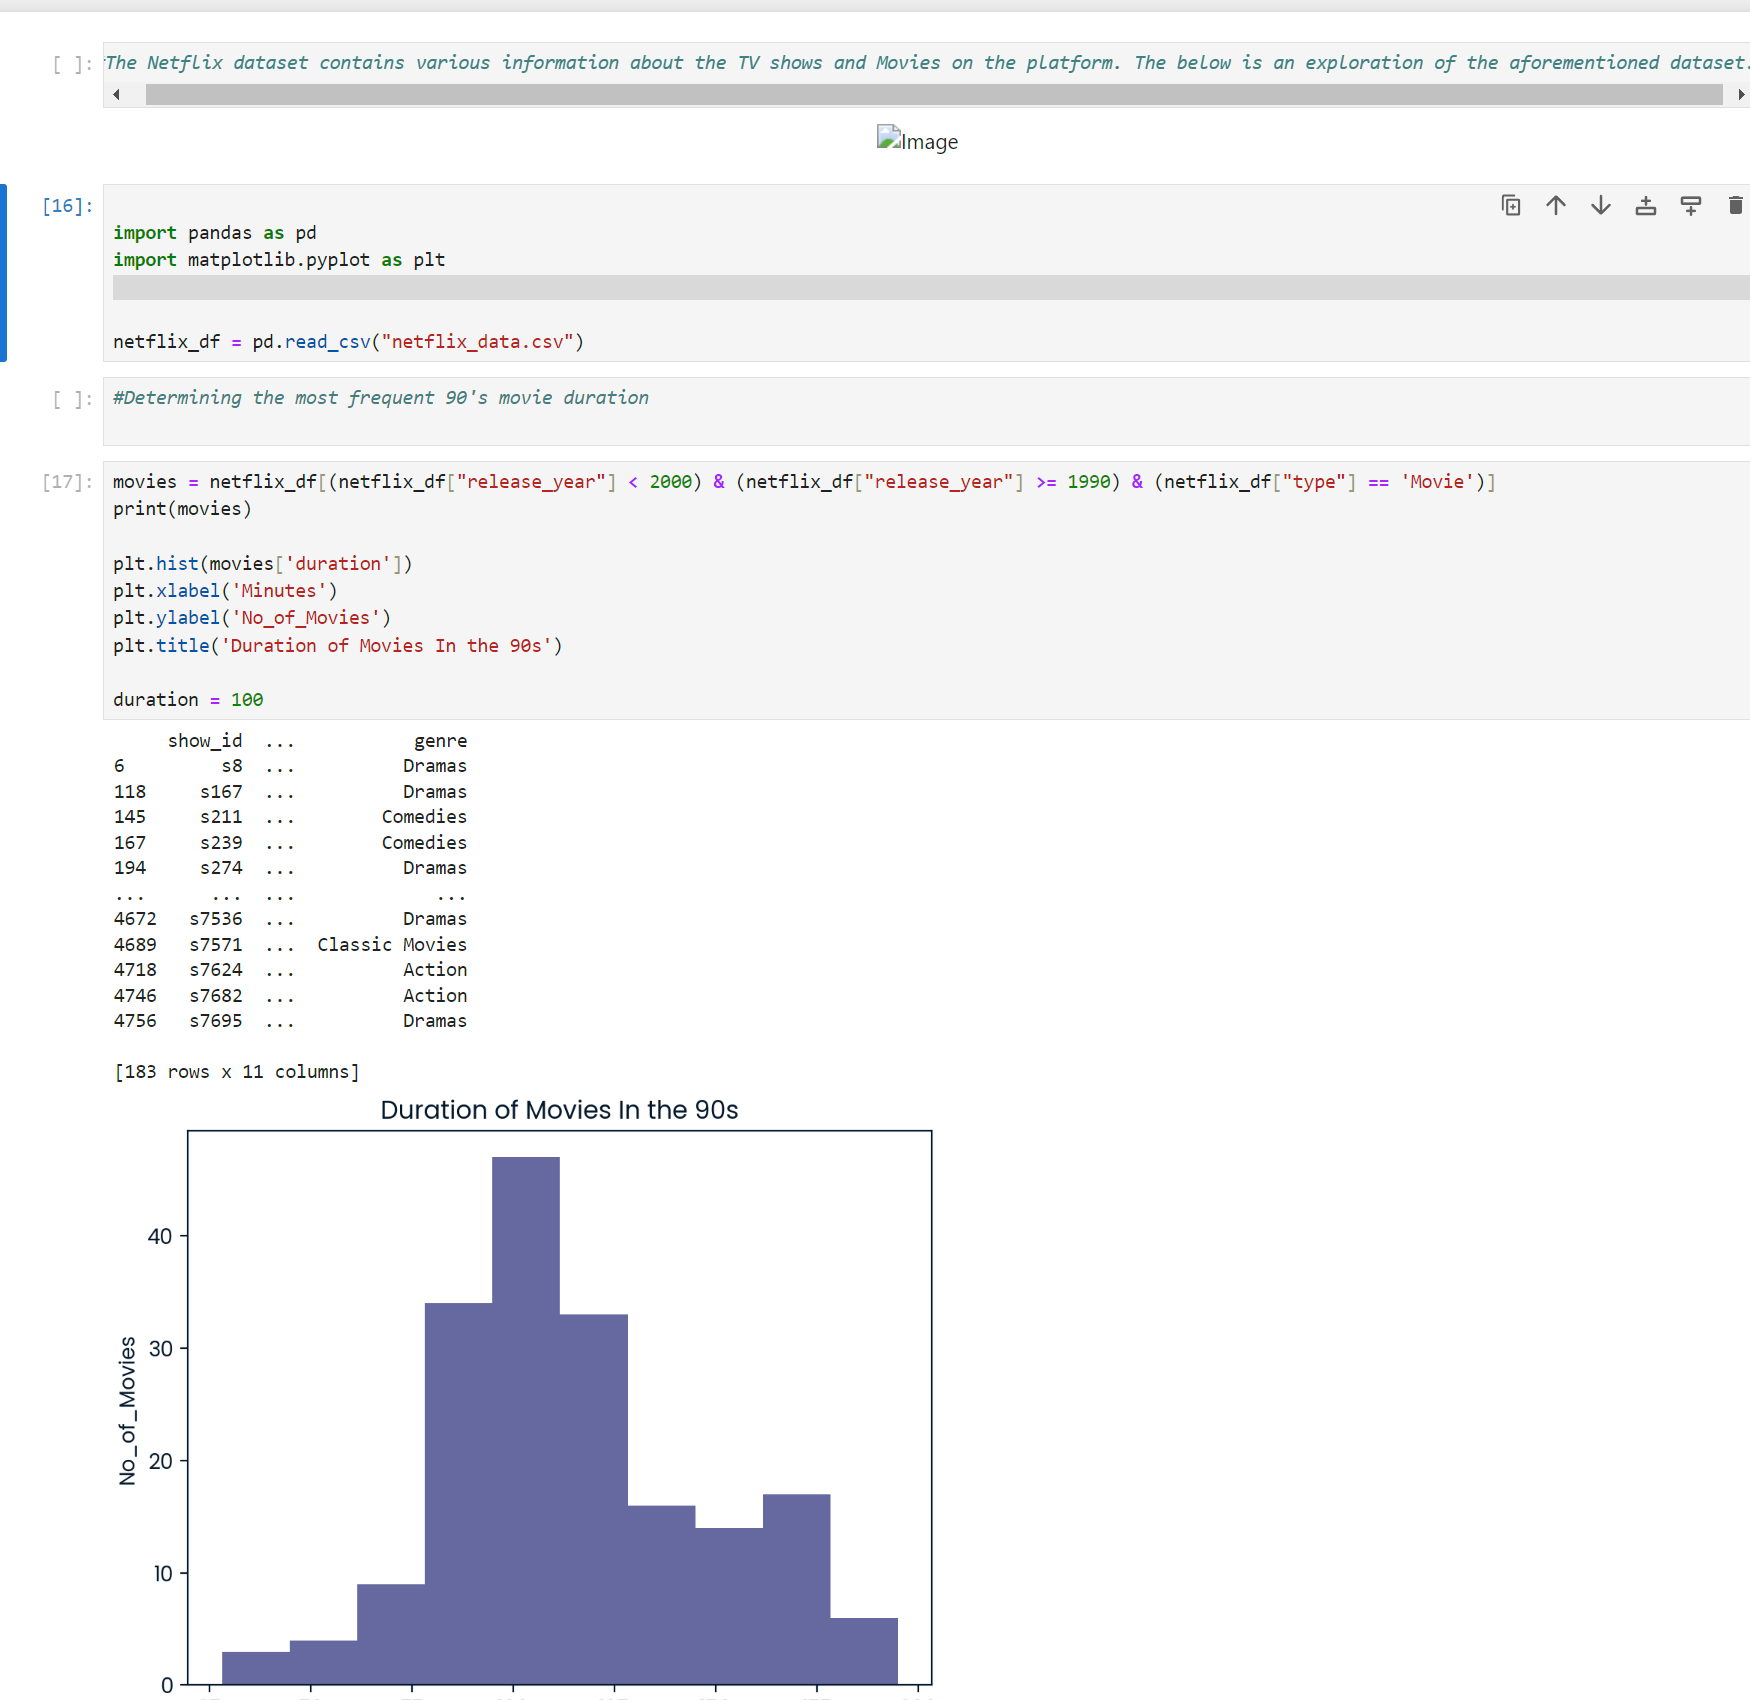 [ ]:
The Netflix dataset contains various information about the TV shows and Movies on the platform. The below is an exploration of the aforementioned dataset.
Image
[16]:
import pandas as pd
import matplotlib.pyplot as plt
netflix_df = pd.read_csv("netflix_data.csv")
[ ]:
#Determining the most frequent 90's movie duration
[17]:
movies = netflix_df[(netflix_df["release_year"] < 2000) & (netflix_df["release_year"] >= 1990) & (netflix_df["type"] == 'Movie')]
print(movies)
plt.hist(movies['duration'])
plt.xlabel('Minutes')
plt.ylabel('No_of_Movies')
plt.title('Duration of Movies In the 90s')
duration = 100
show_id ... genre
6 s8 ... Dramas
118 s167 ... Dramas
145 s211 ... Comedies
167 s239 ... Comedies
194 s274 ... Dramas
... ... ... ...
4672 s7536 ... Dramas
4689 s7571 ... Classic Movies
4718 s7624 ... Action
4746 s7682 ... Action
4756 s7695 ... Dramas
[183 rows x 11 columns]
Duration of Movies In the 90s
No_of_Movies
40
30
20
10
0